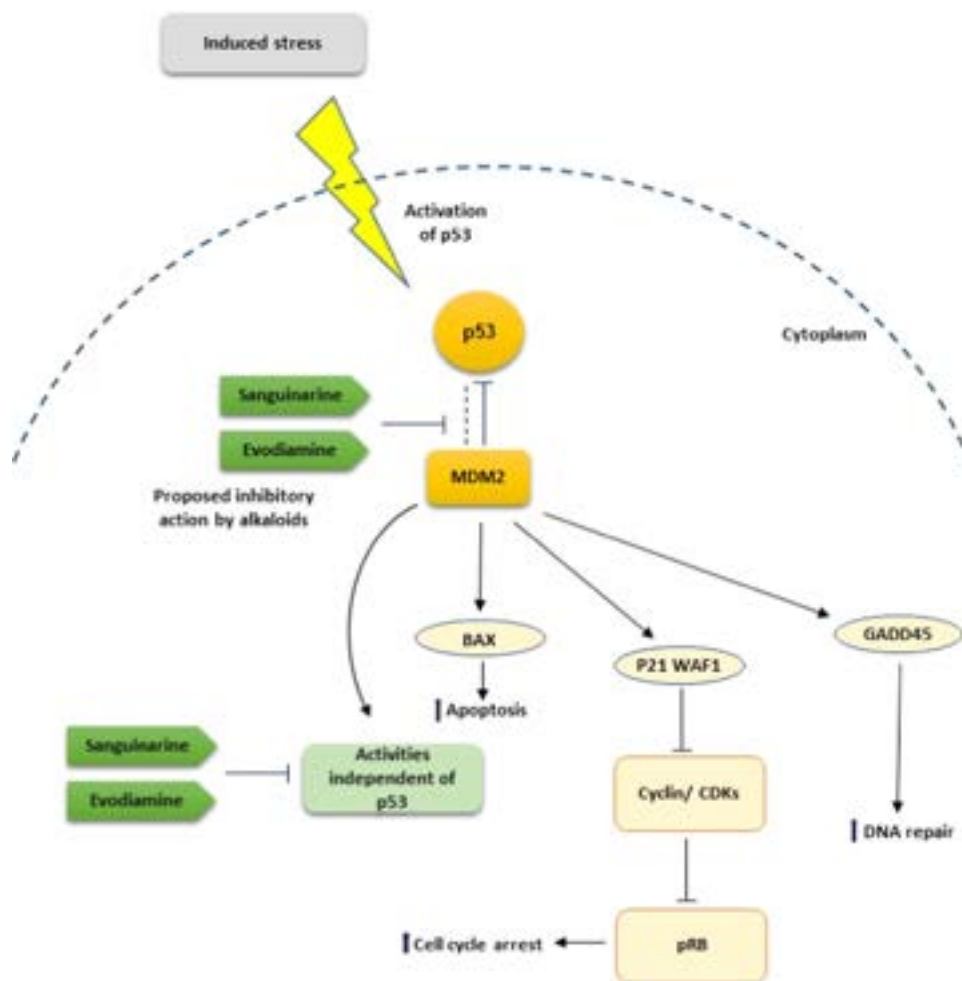 Induced stress
Activation
of p53
p53
Cytoplasm
Sanguinarine
Evodiamine
MDM2
Proposed inhibitory
action by alkaloids
GADD45
BAX
P21 WAF1
Apoptosis
Sanguinarine
Evodiamine
Activities
independent of
p53
Cyclin/ CDKs
DNA repair
Cell cycle arrest
pRB